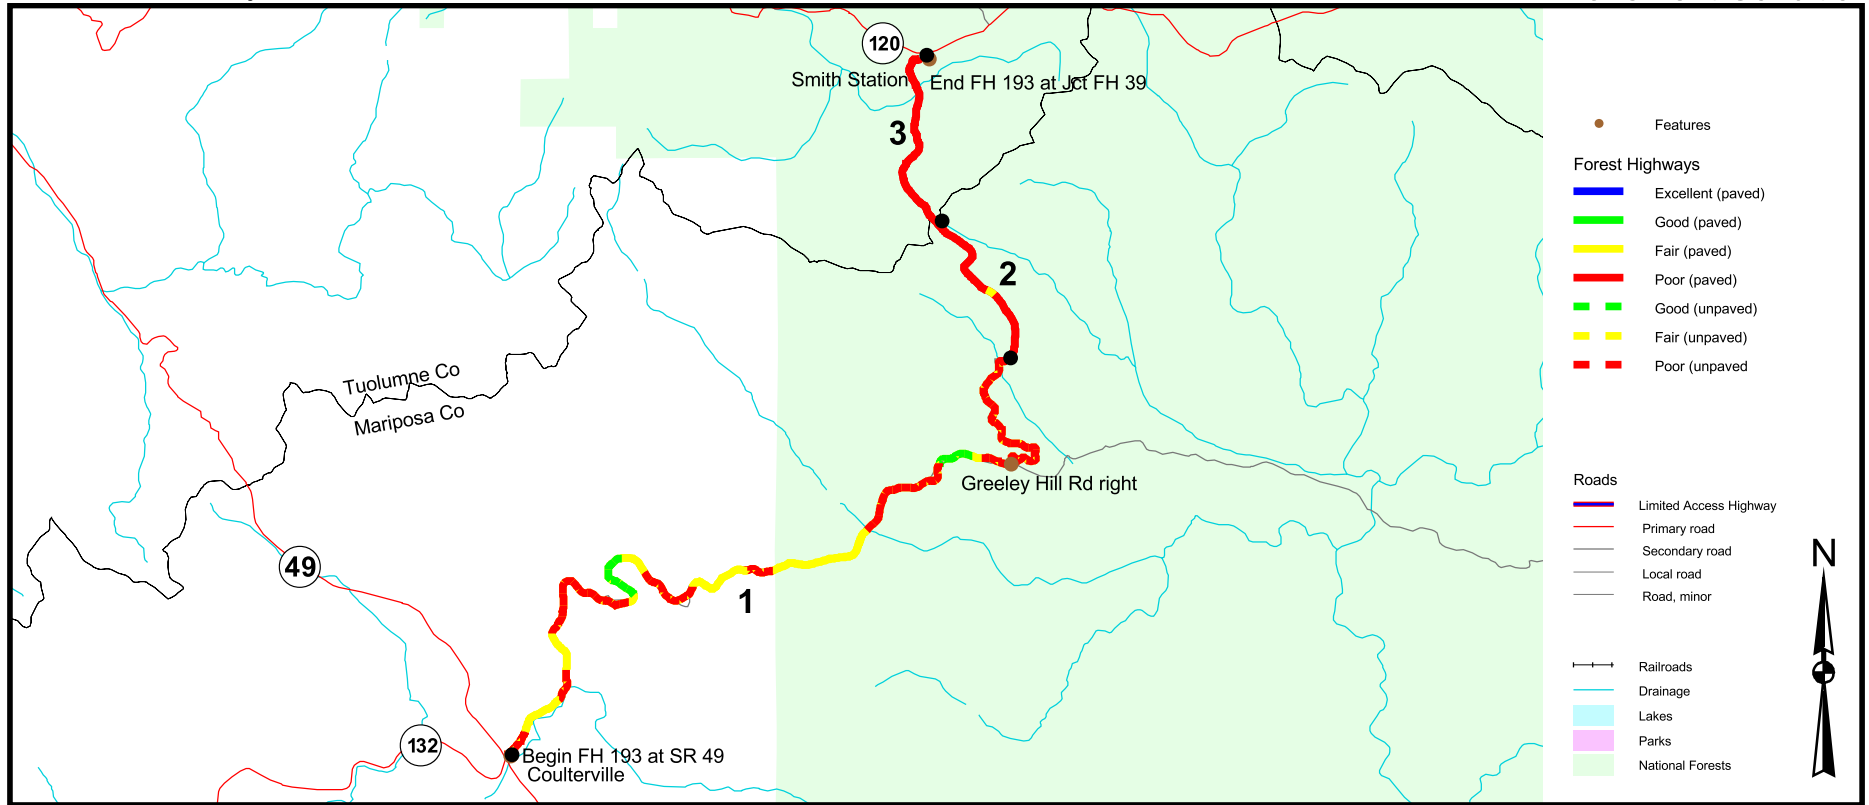 120
Smith Station
End FH 193 at Jct FH 39
3
2
Tuolumne Co
Mariposa Co
Greeley Hill Rd right
49
1
132
Begin FH 193 at SR 49
Coulterville
Features
Forest Highways
Excellent (paved)
Good (paved)
Fair (paved)
Poor (paved)
Good (unpaved)
Fair (unpaved)
Poor (unpaved
Roads
Limited Access Highway
Primary road
Secondary road
Local road
Road, minor
Railroads
Drainage
Lakes
Parks
National Forests
N